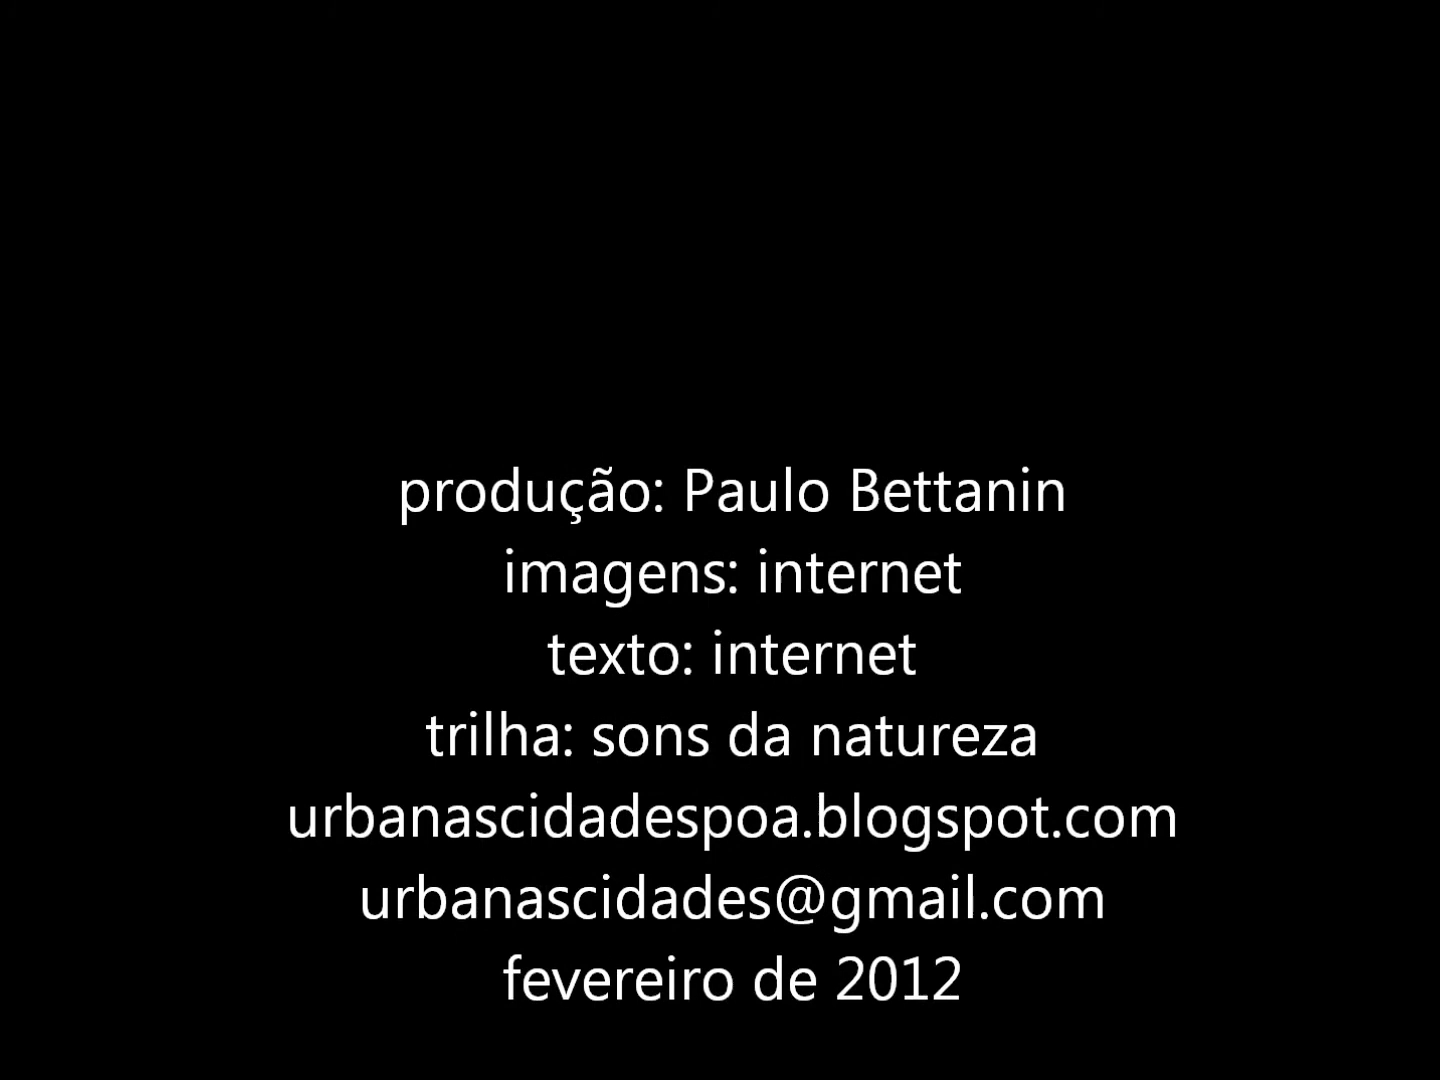 produção: Paulo Bettanin
imagens: internet
texto: internet
trilha: sons da natureza
urbanascidadespoa.blogspot.com
urbanascidades@gmail.com
fevereiro de 2012